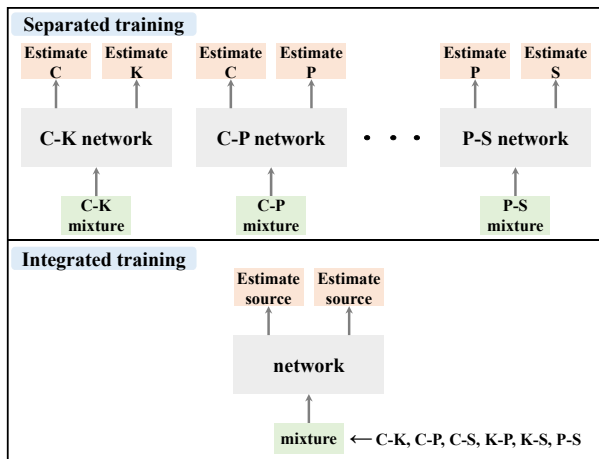 Separated training
Estimate C
Estimate K
Estimate C
Estimate P
Estimate P
Estimate S
C-K network
C-P network
• • •
P-S network
C-K mixture
C-P mixture
P-S mixture
Integrated training
Estimate source
Estimate source
network
mixture
← C-K, C-P, C-S, K-P, K-S, P-S